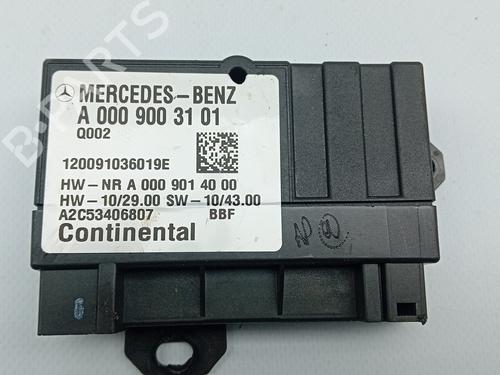 MERCEDES-BENZ
A 000 900 31 01
Q002
120091036019E
HW-NR A 000 901 40 00
HW-10/29.00 SW-10/43.00
A2C53406807 BBF
Continental
B-PARTS